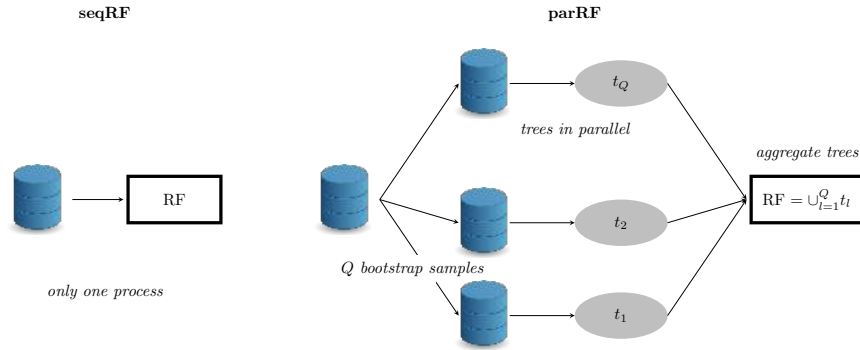 seqRF
parRF
t_Q
trees in parallel
aggregate trees
RF
RF = ∪_{l=1}^{Q} t_l
t_2
Q bootstrap samples
only one process
t_1